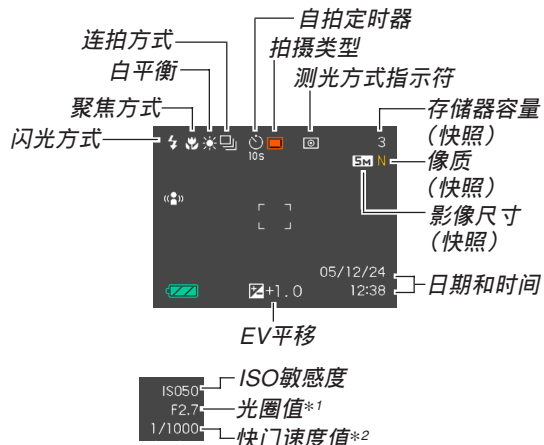 自拍定时器
连拍方式
拍摄类型
白平衡
测光方式指示符
聚焦方式
存储器容量
(快照)
闪光方式
3
10s
5M N
像质
(快照)
影像尺寸
(快照)
05/12/24
12:38
日期和时间
+1.0
EV平移
ISO50
ISO敏感度
F2.7
光圈值*1
1/1000
快门速度值*2